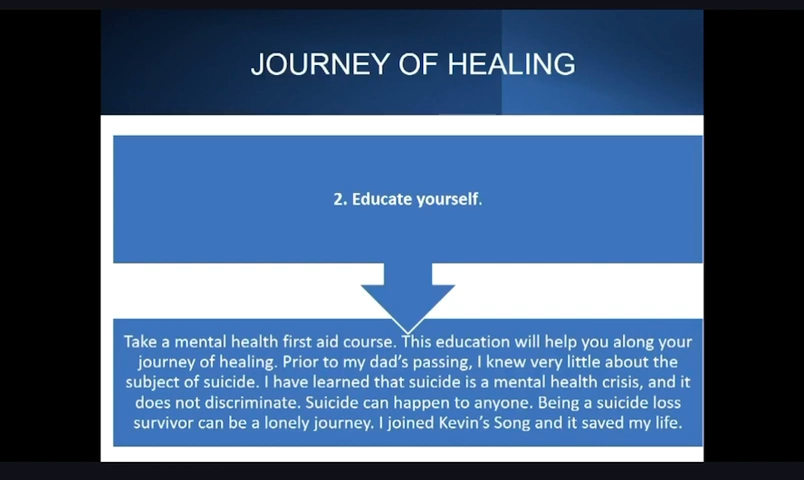 JOURNEY OF HEALING
2. Educate yourself.
Take a mental health first aid course. This education will help you along your
journey of healing. Prior to my dad's passing, I knew very little about the
subject of suicide. I have learned that suicide is a mental health crisis, and it
does not discriminate. Suicide can happen to anyone. Being a suicide loss
survivor can be a lonely journey. I joined Kevin's Song and it saved my life.